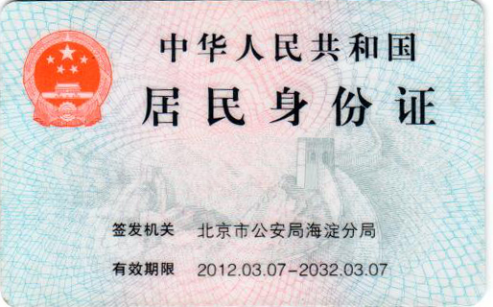 中华人民共和国
居民身份证
签发机关 北京市公安局海淀分局
有效期限 2012.03.07-2032.03.07